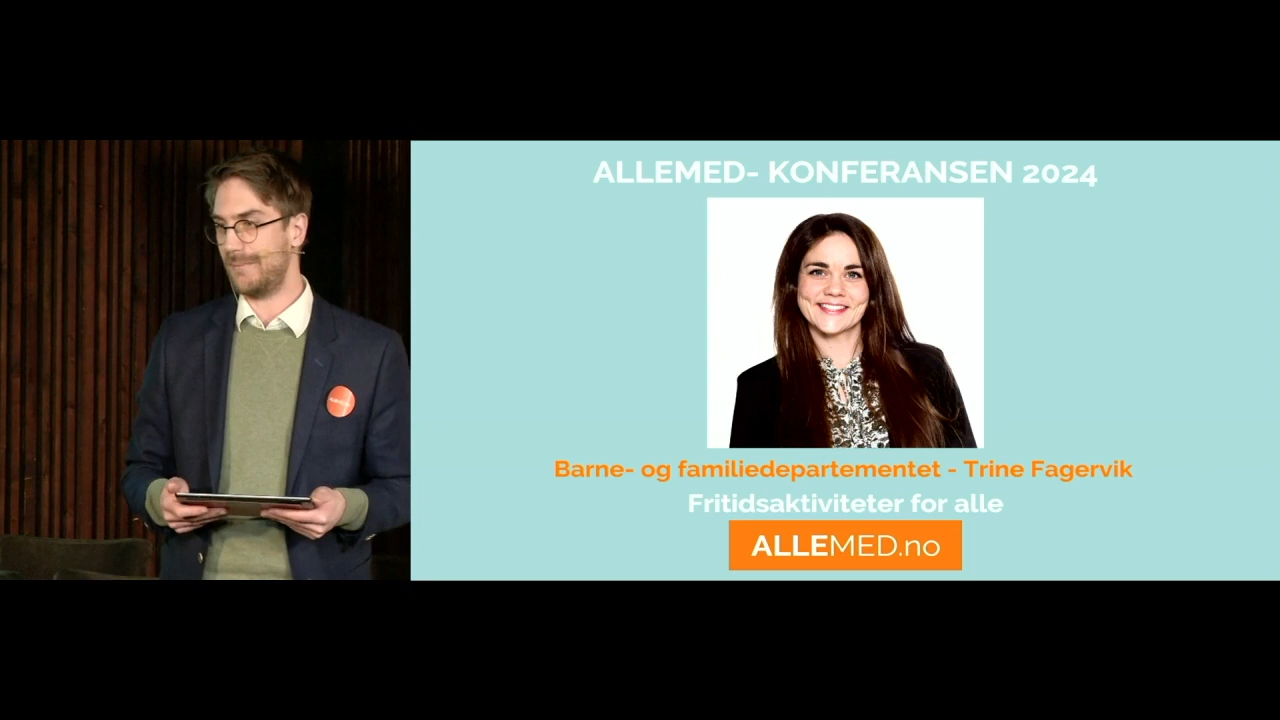 ALLEMED- KONFERANSEN 2024
Barne- og familiedepartementet - Trine Fagervik
Fritidsaktiviteter for alle
ALLEMED.no